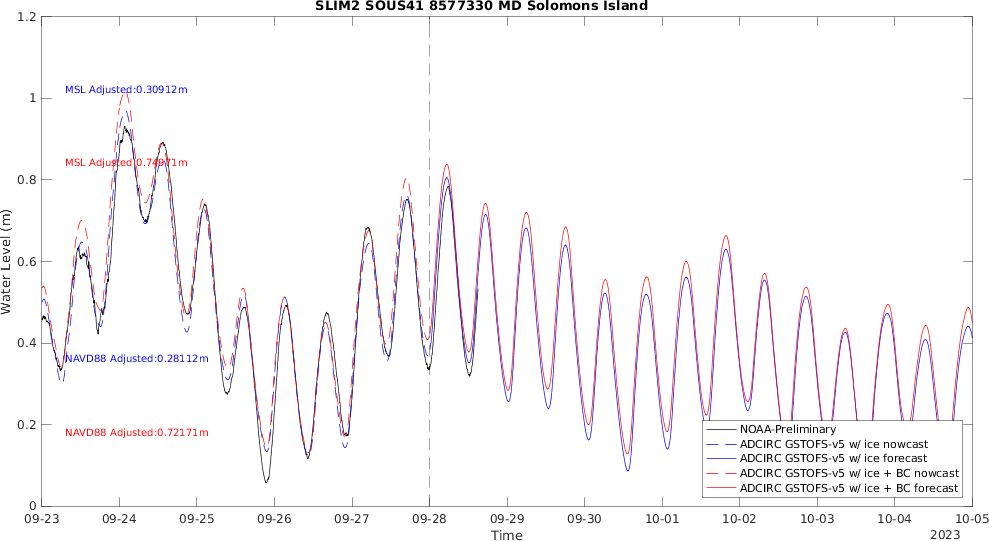 SLIM2 SOUS41 8577330 MD Solomons Island
1.2
1
0.8
0.6
0.4
0.2
0
Water Level (m)
MSL Adjusted:0.30912m
MSL Adjusted:0.74971m
NAVD88 Adjusted:0.28112m
NAVD88 Adjusted:0.72171m
NOAA-Preliminary
ADCIRC GSTOFS-v5 w/ ice nowcast
ADCIRC GSTOFS-v5 w/ ice forecast
ADCIRC GSTOFS-v5 w/ ice + BC nowcast
ADCIRC GSTOFS-v5 w/ ice + BC forecast
09-23 09-24 09-25 09-26 09-27 09-28 09-29 09-30 10-01 10-02 10-03 10-04 10-05
Time
2023